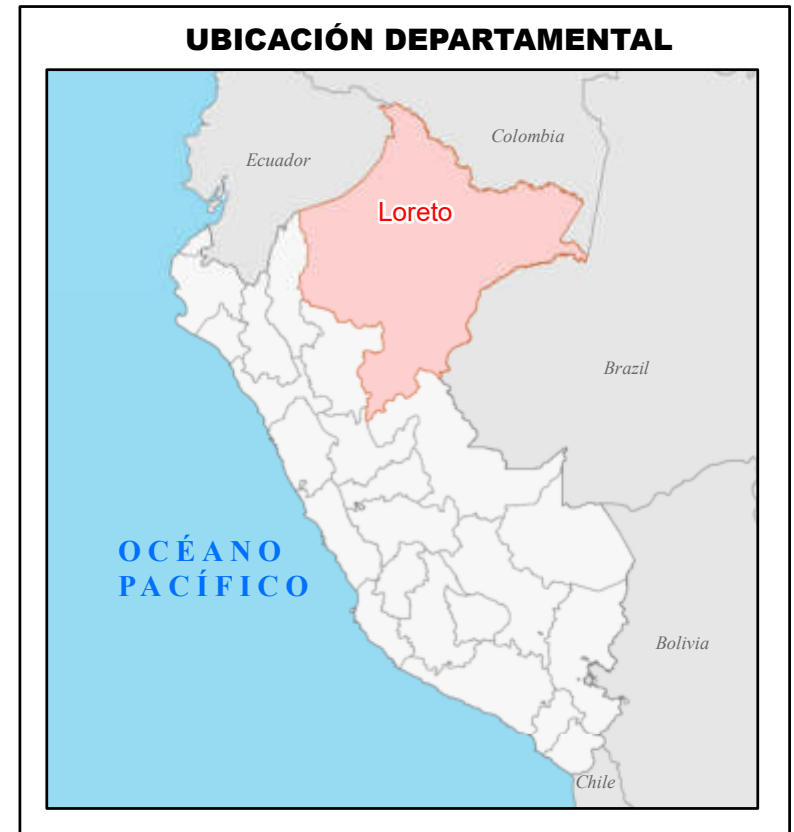 UBICACIÓN DEPARTAMENTAL
Colombia
Ecuador
Loreto
Brazil
OCÉANO
PACÍFICO
Bolivia
Chile